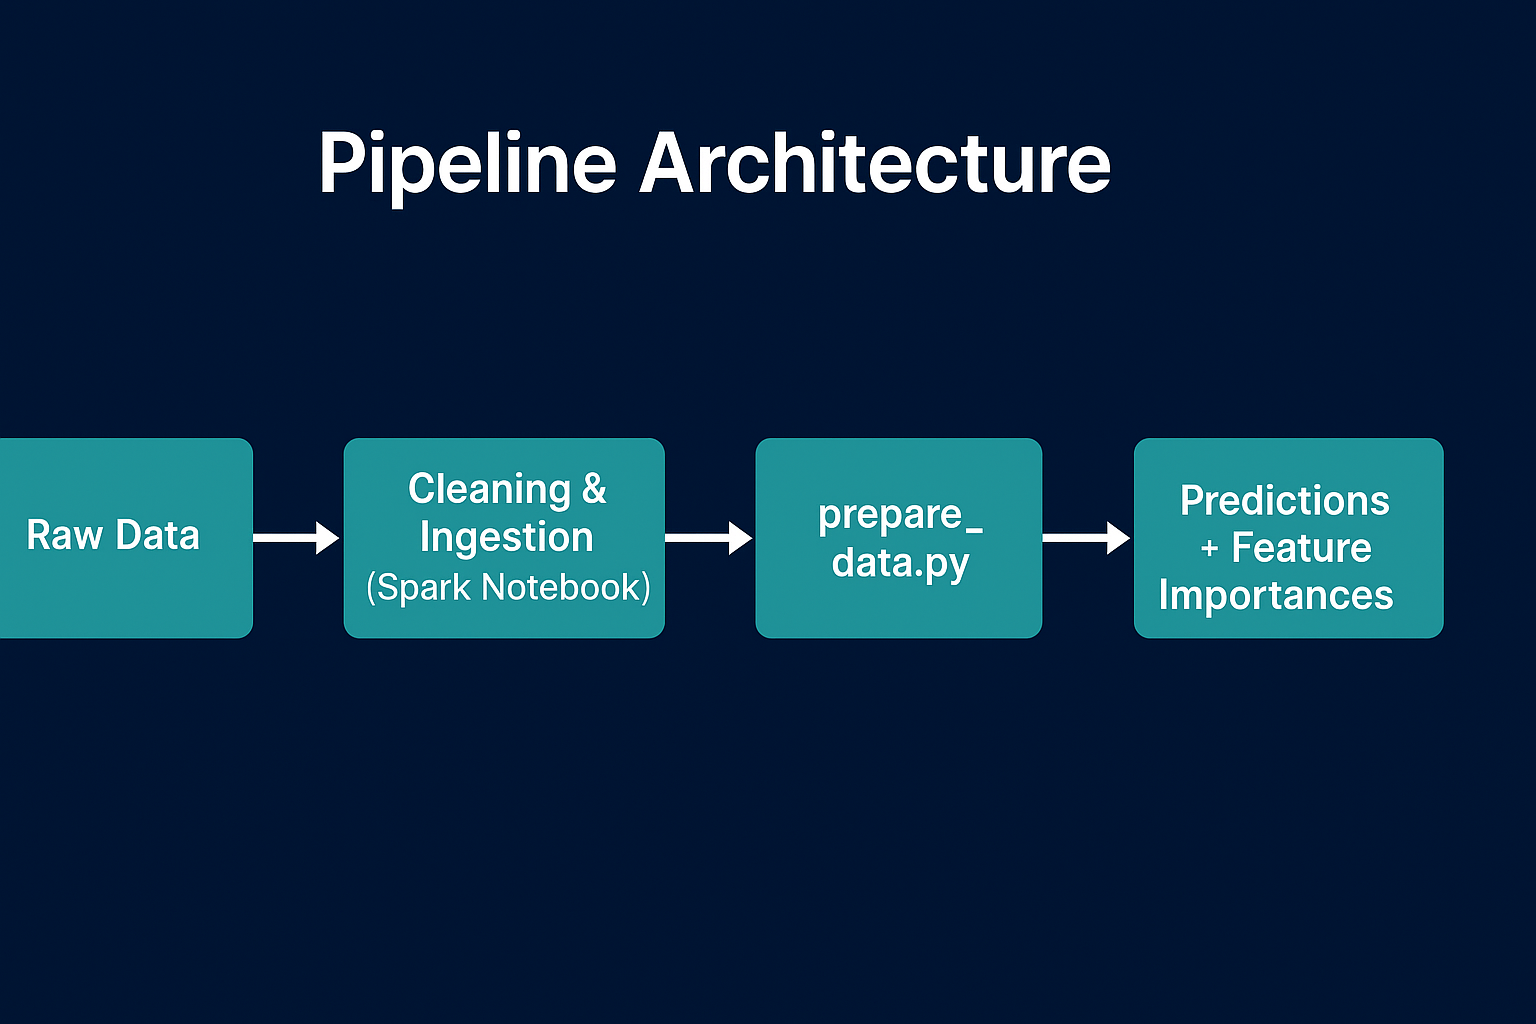 Pipeline Architecture
Raw Data
Cleaning &
Ingestion
(Spark Notebook)
prepare_
data.py
Predictions
+ Feature
Importances